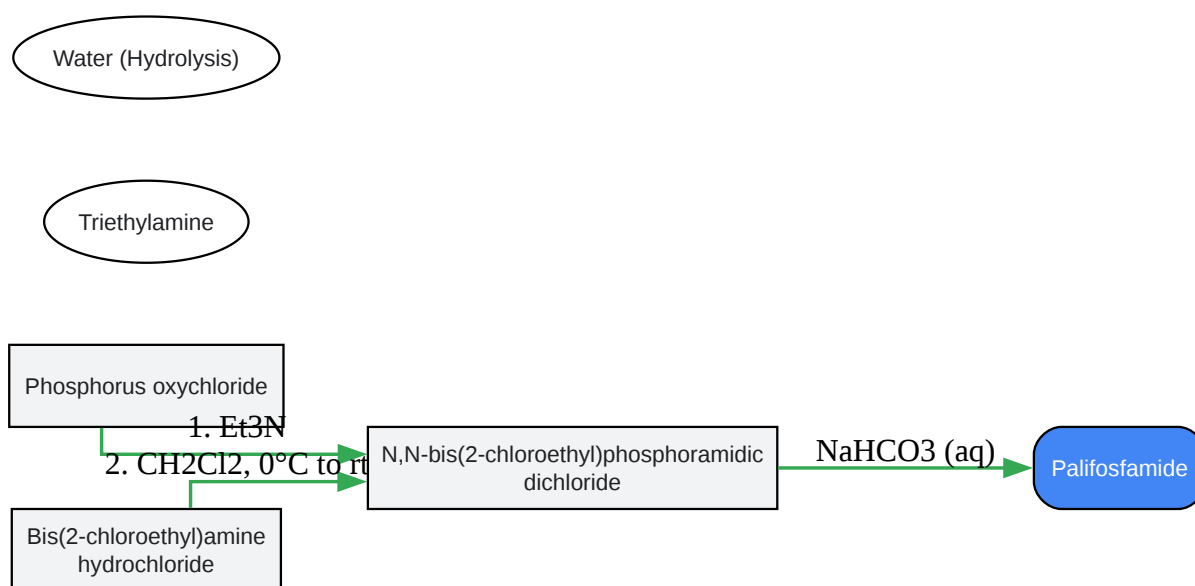 Water (Hydrolysis)
Triethylamine
Phosphorus oxychloride
1. Et3N
2. CH2Cl2, 0°C to rt
N,N-bis(2-chloroethyl)phosphoramidic
dichloride
NaHCO3 (aq)
Palifosfamide
Bis(2-chloroethyl)amine
hydrochloride